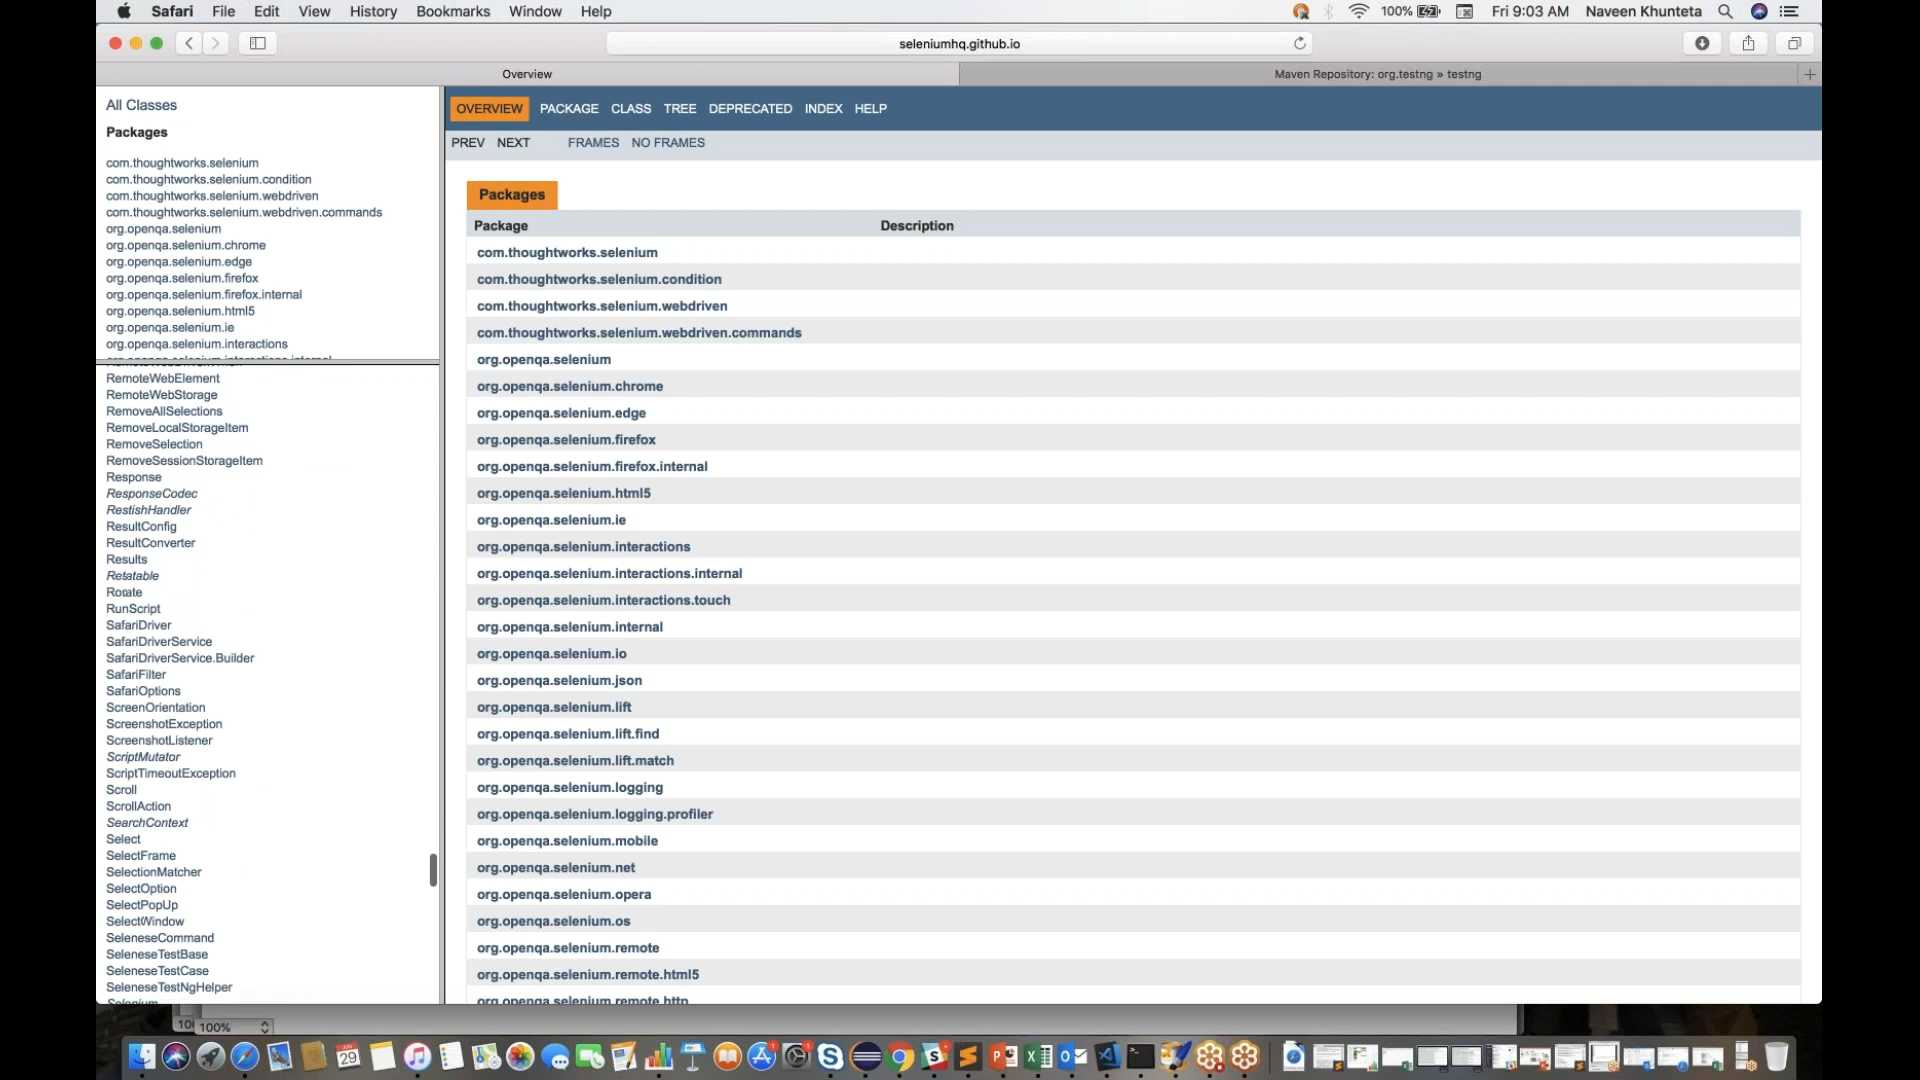 Safari File Edit View History Bookmarks Window Help
100% Fri 9:03 AM Naveen Khunteta
seleniumhq.github.io
Overview
Maven Repository: org.testng » testng
All Classes
Packages
com.thoughtworks.selenium
com.thoughtworks.selenium.condition
com.thoughtworks.selenium.webdriven
com.thoughtworks.selenium.webdriven.commands
org.openqa.selenium
org.openqa.selenium.chrome
org.openqa.selenium.edge
org.openqa.selenium.firefox
org.openqa.selenium.firefox.internal
org.openqa.selenium.html5
org.openqa.selenium.ie
org.openqa.selenium.interactions
org.openqa.selenium.interactions.internal
RemoteWebElement
RemoteWebStorage
RemoveAllSelections
RemoveLocalStorageItem
RemoveSelection
RemoveSessionStorageItem
Response
ResponseCodec
RestishHandler
ResultConfig
ResultConverter
Results
Rotatable
Rotate
RunScript
SafariDriver
SafariDriverService
SafariDriverService.Builder
SafariFilter
SafariOptions
ScreenOrientation
ScreenshotException
ScreenshotListener
ScriptMutator
ScriptTimeoutException
Scroll
ScrollAction
SearchContext
Select
SelectFrame
SelectionMatcher
SelectOption
SelectPopUp
SelectWindow
SeleneseCommand
SeleneseTestBase
SeleneseTestCase
SeleneseTestNgHelper
Selenium
OVERVIEW PACKAGE CLASS TREE DEPRECATED INDEX HELP
PREV NEXT FRAMES NO FRAMES
Packages
Package Description
com.thoughtworks.selenium
com.thoughtworks.selenium.condition
com.thoughtworks.selenium.webdriven
com.thoughtworks.selenium.webdriven.commands
org.openqa.selenium
org.openqa.selenium.chrome
org.openqa.selenium.edge
org.openqa.selenium.firefox
org.openqa.selenium.firefox.internal
org.openqa.selenium.html5
org.openqa.selenium.ie
org.openqa.selenium.interactions
org.openqa.selenium.interactions.internal
org.openqa.selenium.interactions.touch
org.openqa.selenium.internal
org.openqa.selenium.io
org.openqa.selenium.json
org.openqa.selenium.lift
org.openqa.selenium.lift.find
org.openqa.selenium.lift.match
org.openqa.selenium.logging
org.openqa.selenium.logging.profiler
org.openqa.selenium.mobile
org.openqa.selenium.net
org.openqa.selenium.opera
org.openqa.selenium.os
org.openqa.selenium.remote
org.openqa.selenium.remote.html5
org.openqa.selenium.remote.http
100%
29